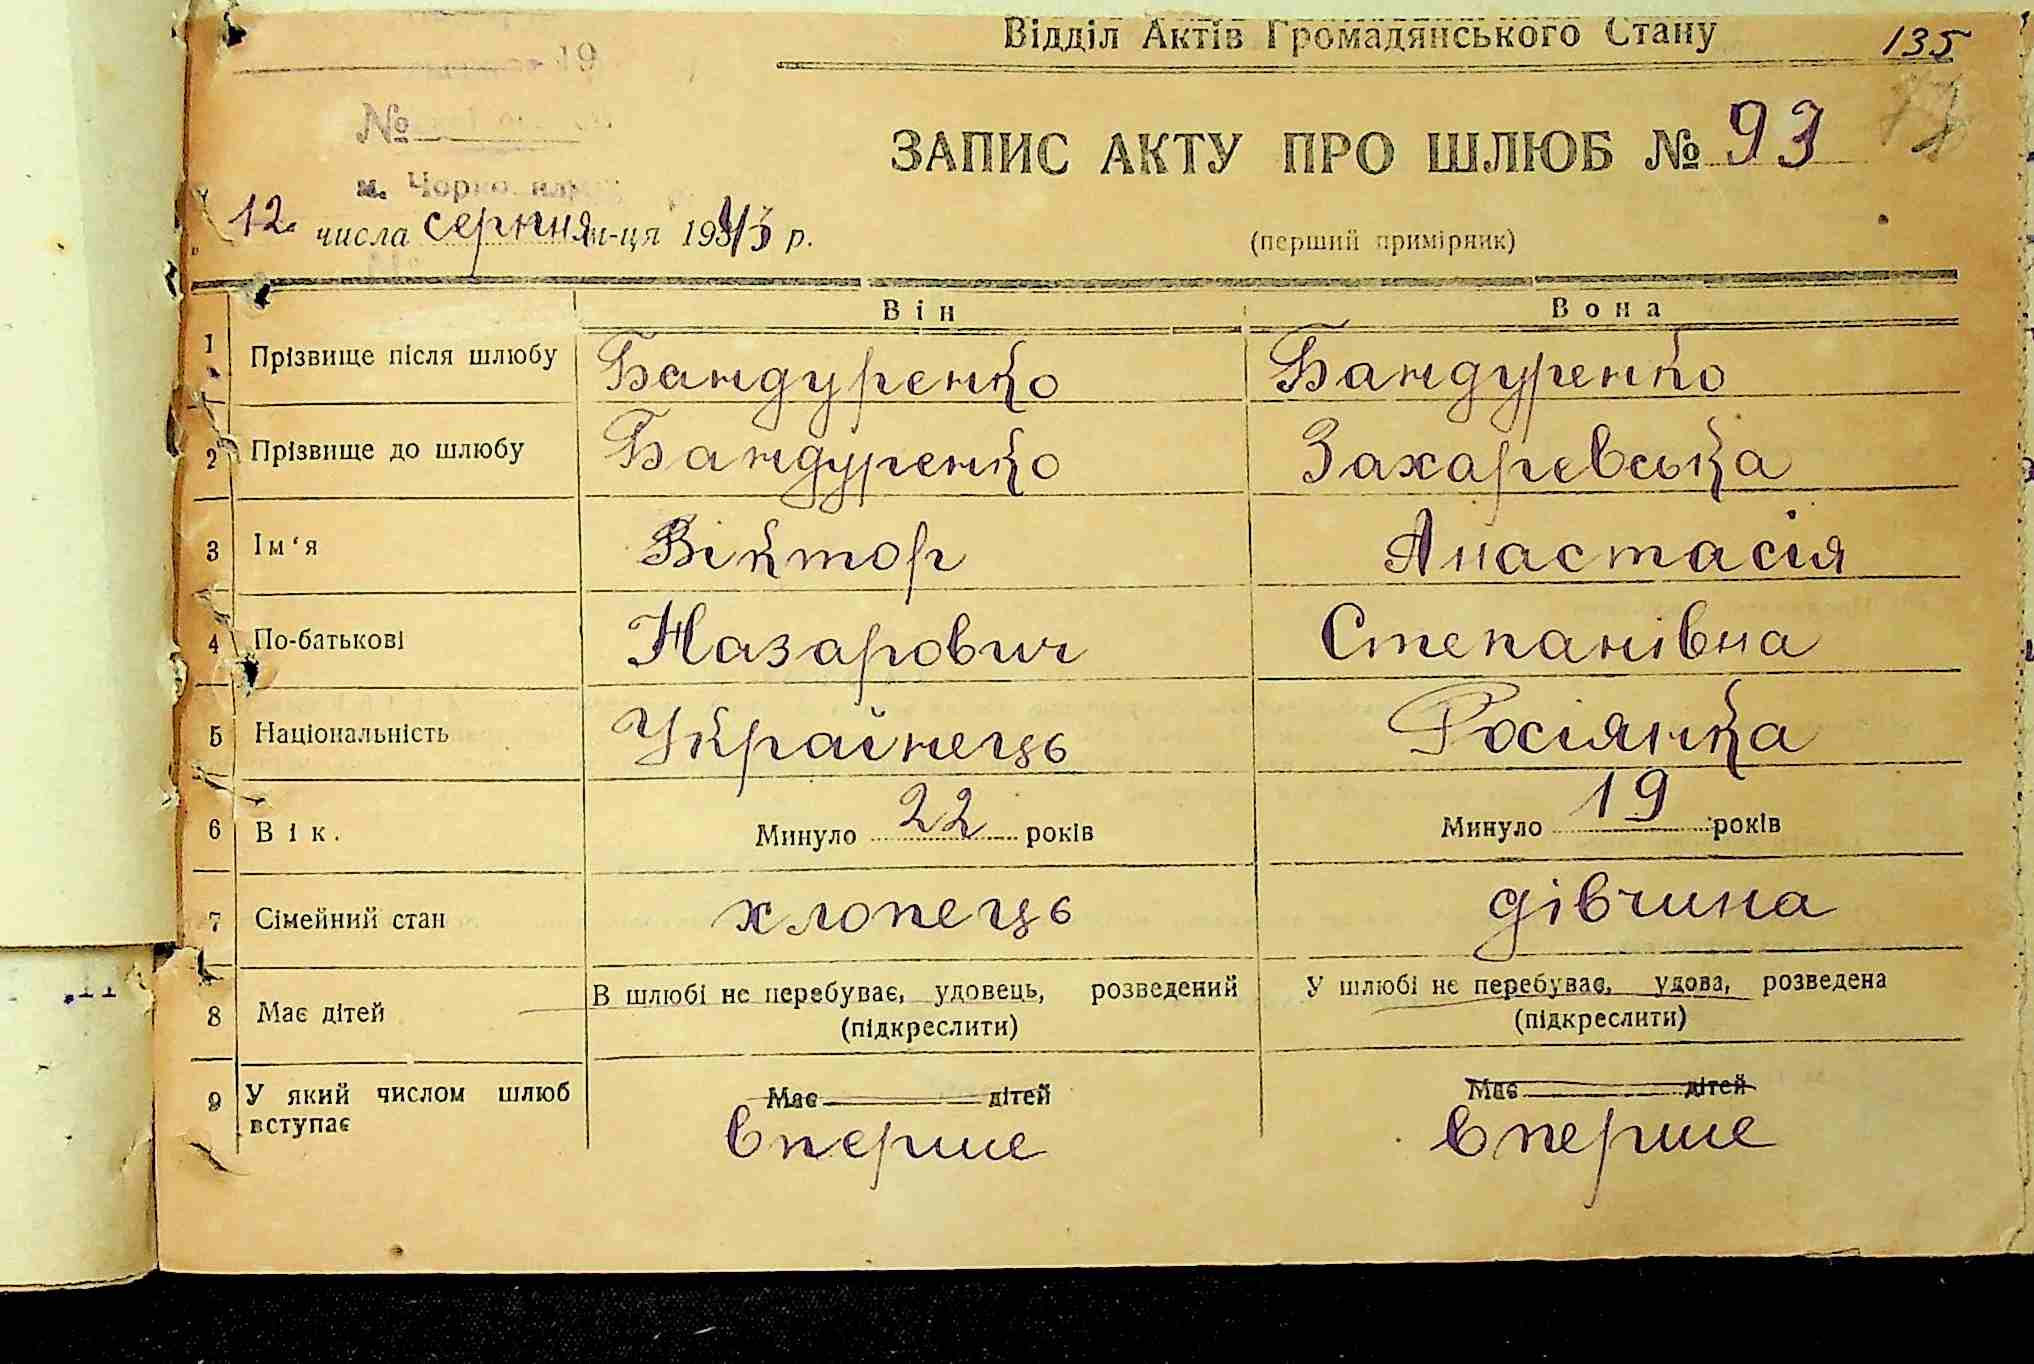 Відділ Актів Громадянського Стану 135
19
№
ЗАПИС АКТУ ПРО ШЛЮБ № 93
м.
12 числа серпня м-ця 1943 р.
(перший примірник)
Він Вона
1 Прізвище після шлюбу Бандуренко Бандуренко
2 Прізвище до шлюбу Бандуренко Захаревська
3 Ім‘я Віктор Анастасія
4 По-батькові Назарович Степанівна
5 Національність Українець Росіянка
6 Вік. Минуло 22 років Минуло 19 років
7 Сімейний стан хлопець дівчина
8 Має дітей В шлюбі не перебуває, удовець, розведений У шлюбі не перебуває, удова, розведена
(підкреслити) (підкреслити)
9 У який числом шлюб вступає Має дітей Має дітей
вперше вперше